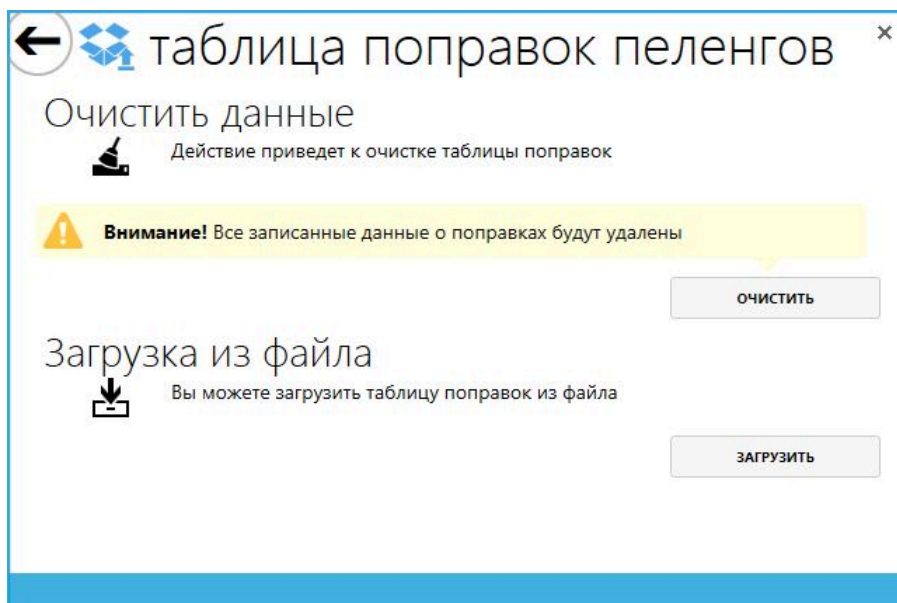 таблица поправок пеленгов
Очистить данные
Действие приведет к очистке таблицы поправок
Внимание! Все записанные данные о поправках будут удалены
ОЧИСТИТЬ
Загрузка из файла
Вы можете загрузить таблицу поправок из файла
ЗАГРУЗИТЬ